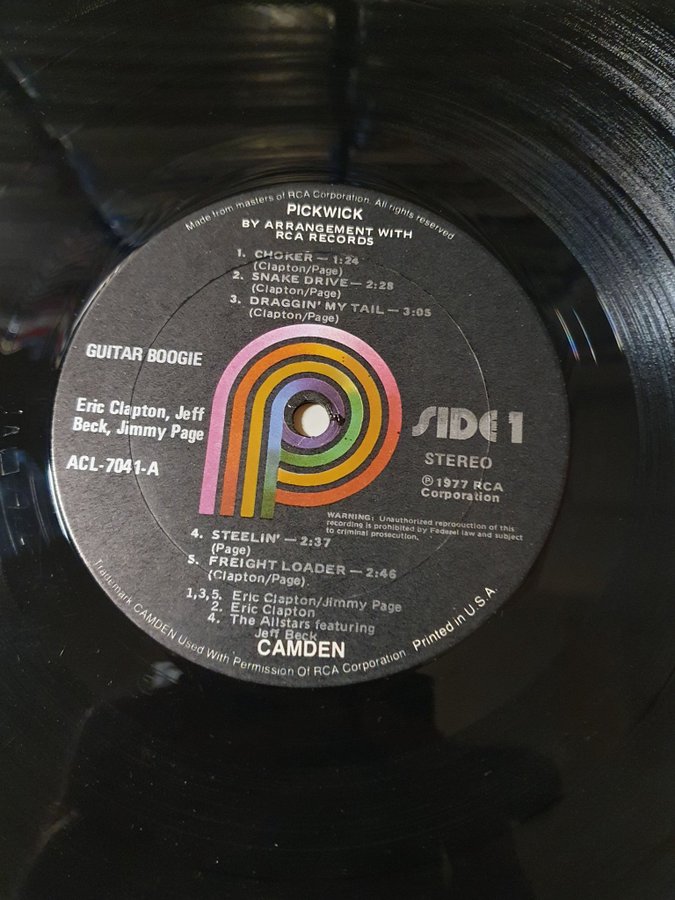 Made from masters of RCA Corporation. All rights reserved
PICKWICK
BY ARRANGEMENT WITH
RCA RECORDS
1. CHOKER — 1:24
(Clapton/Page)
2. SNAKE DRIVE — 2:28
(Clapton/Page)
3. DRAGGIN' MY TAIL — 3:05
(Clapton/Page)
GUITAR BOOGIE
Eric Clapton, Jeff
Beck, Jimmy Page
ACL-7041-A
SIDE 1
STEREO
℗ 1977 RCA
Corporation
WARNING: Unauthorized reproduction of this
recording is prohibited by Federal law and subject
to criminal prosecution.
4. STEELIN' — 2:37
(Page)
5. FREIGHT LOADER — 2:46
(Clapton/Page)
1,3,5. Eric Clapton/Jimmy Page
2. Eric Clapton
4. The Allstars featuring
Jeff Beck
CAMDEN
Trademark CAMDEN Used With Permission Of RCA Corporation Printed in U.S.A.